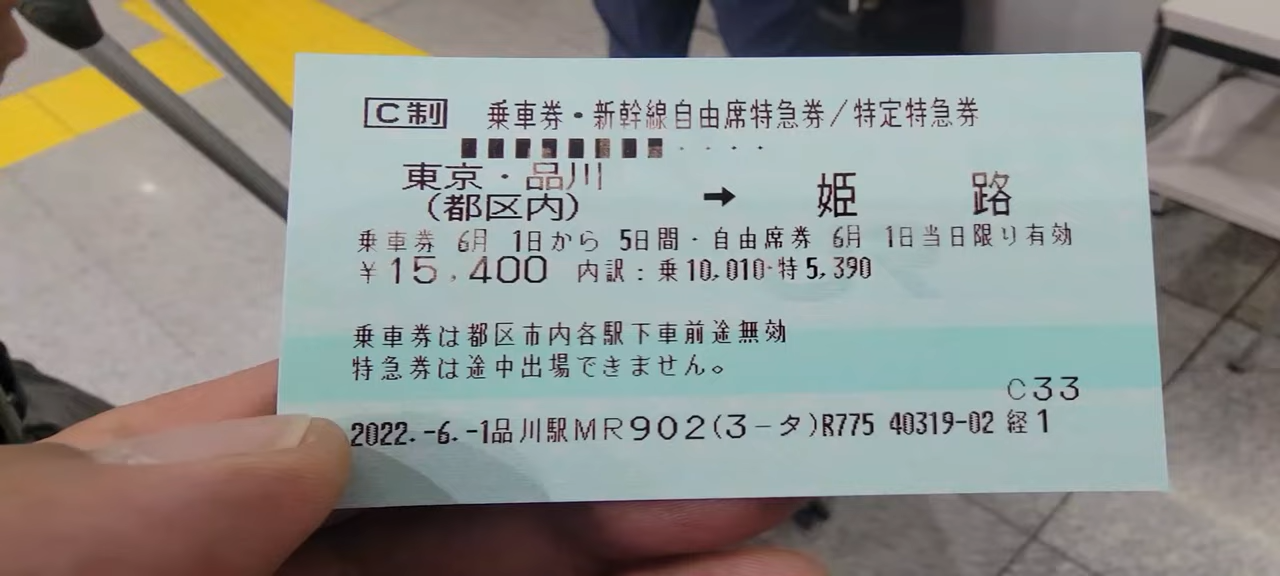 C制 乗車券・新幹線自由席特急券/特定特急券
東京・品川
(都区内) → 姫路
乗車券 6月 1日から 5日間・自由席券 6月 1日当日限り有効
¥15,400 内訳:乗10,010・特5,390
乗車券は都区市内各駅下車前途無効
特急券は途中出場できません。
C33
2022.-6.-1品川駅MR902(3-タ)R775 40319-02 経1